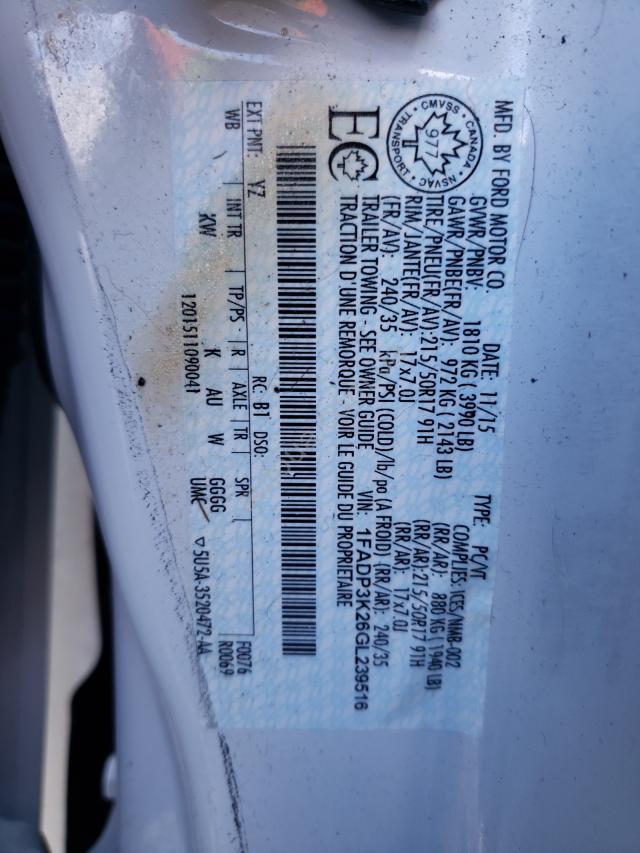 MFD. BY FORD MOTOR CO. DATE: 11/15 TYPE: PC/VT
GVWR/PNBV: 1810 KG ( 3990 LB) COMPLIES ICES/NMB-002
GAWR/PNBE(FR/AV): 972 KG ( 2143 LB) (RR/AR): 880 KG ( 1940 LB)
TIRE/PNEU(FR/AV):215/50R17 91H (RR/AR):215/50R17 91H
RIM/JANTE(FR/AV): 17x7.0J (RR/AR): 17x7.0J
(FR/AV): 240/35 kPa/PSI (COLD)/lb/po (A FROID) (RR/AR): 240/35
TRAILER TOWING - SEE OWNER GUIDE VIN: 1FADP3K26GL239516
TRACTION D'UNE REMORQUE - VOIR LE GUIDE DU PROPRIETAIRE
CMVSS • CANADA • NSVAC • TRANSPORT
977
EC
EXT PNT: YZ RC: B1 DSO: F0076
WB INT TR TP/PS R AXLE TR SPR R0069
XW K AU W GGGG
1201511090041 UME ▽5U5A-3520472-AA